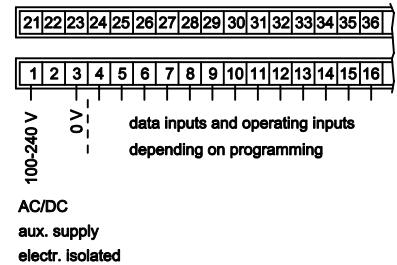 21 22 23 24 25 26 27 28 29 30 31 32 33 34 35 36
1 2 3 4 5 6 7 8 9 10 11 12 13 14 15 16
100-240 V
0 V
data inputs and operating inputs
depending on programming
AC/DC
aux. supply
electr. isolated